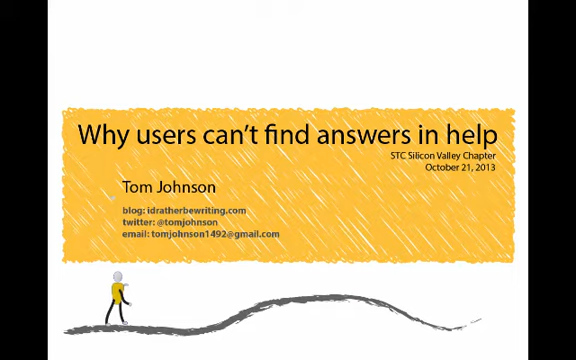 Why users can't find answers in help
STC Silicon Valley Chapter
October 21, 2013
Tom Johnson
blog: idratherbewriting.com
twitter: @tomjohnson
email: tomjohnson1492@gmail.com